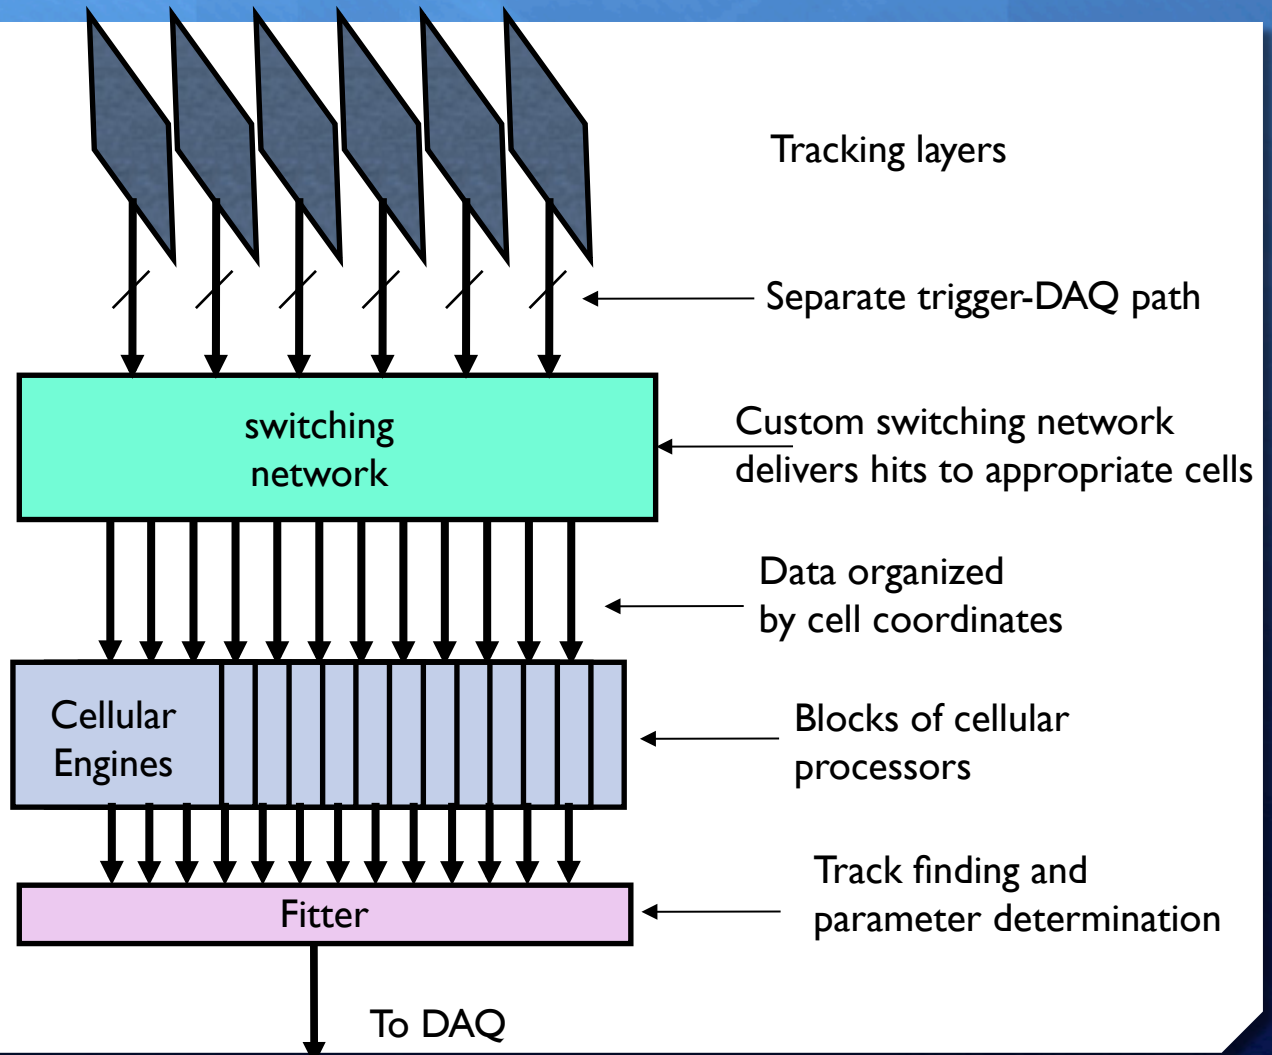 Tracking layers
Separate trigger-DAQ path
switching
network
Custom switching network
delivers hits to appropriate cells
Data organized
by cell coordinates
Cellular
Engines
Blocks of cellular
processors
Track finding and
parameter determination
Fitter
To DAQ